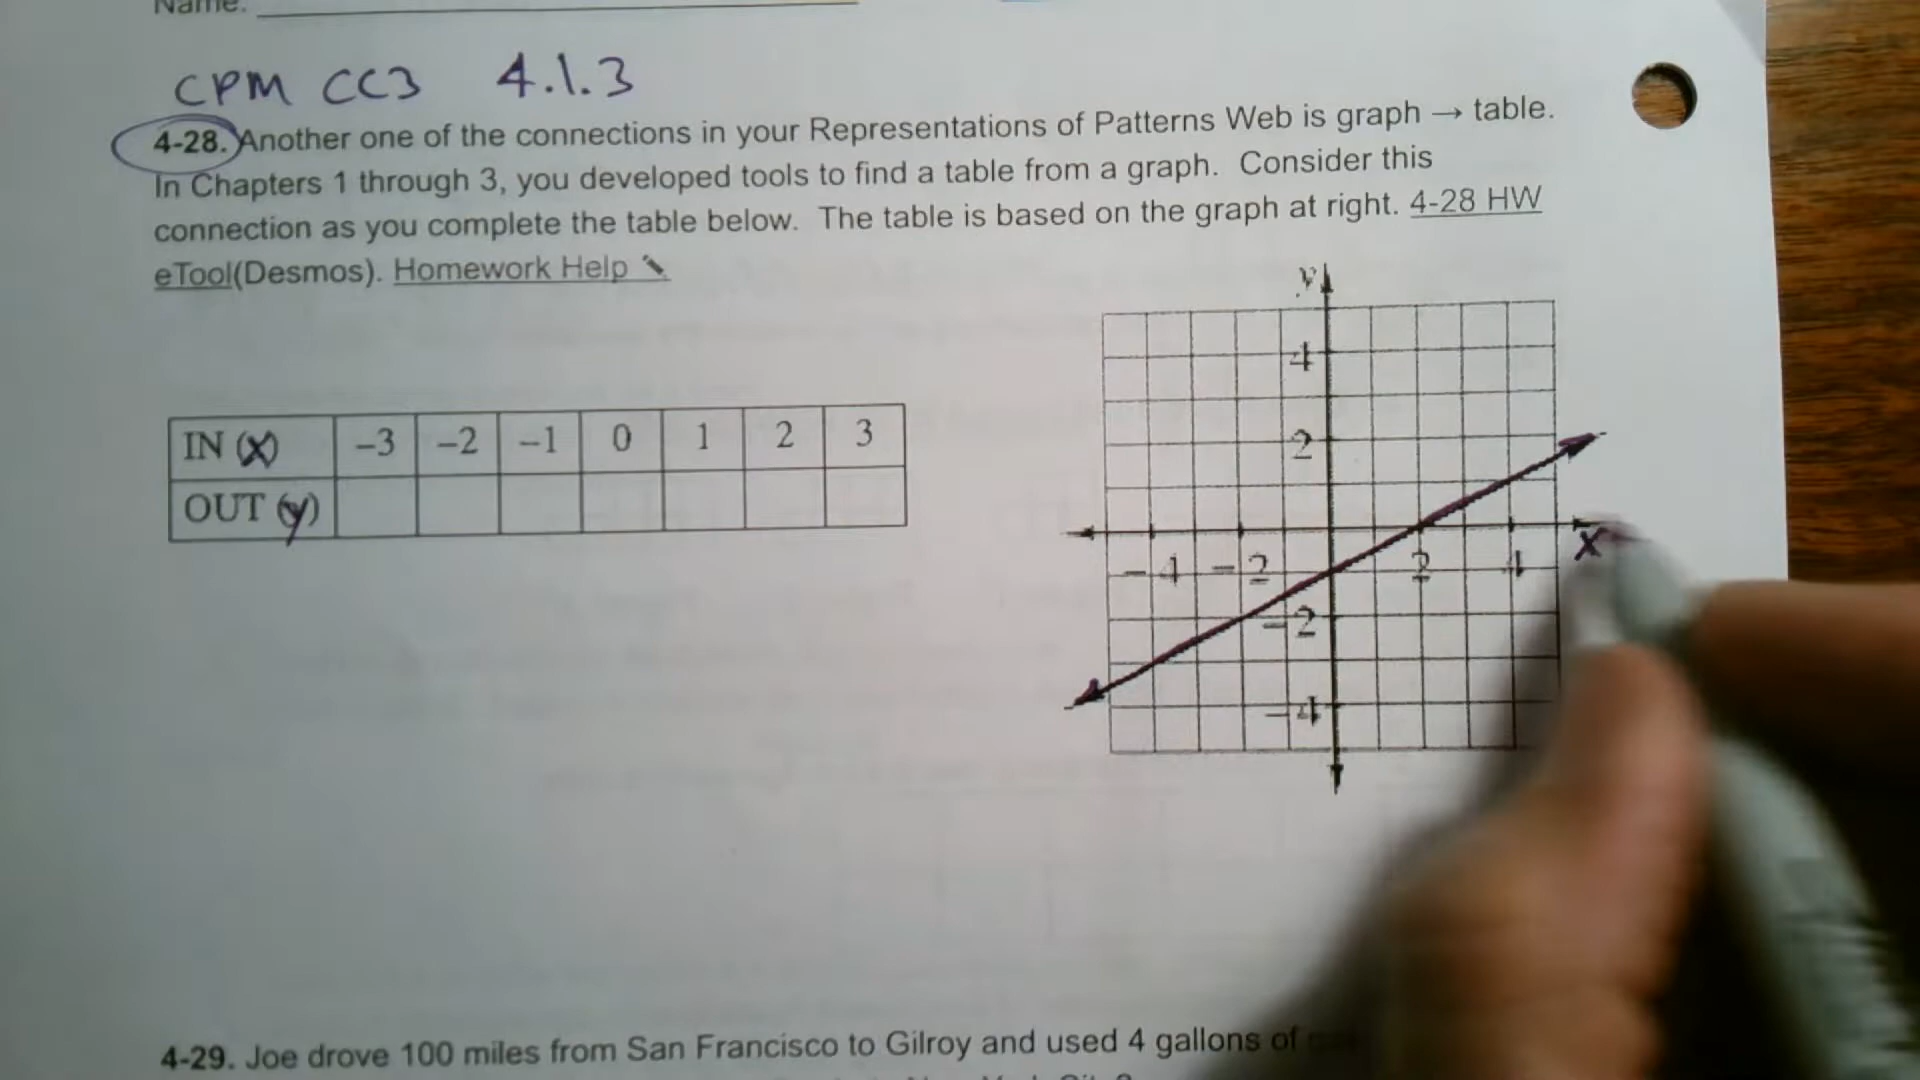 Name:
CPM CC3 4.1.3
4-28. Another one of the connections in your Representations of Patterns Web is graph → table.
In Chapters 1 through 3, you developed tools to find a table from a graph. Consider this
connection as you complete the table below. The table is based on the graph at right. 4-28 HW
eTool(Desmos). Homework Help
y
4
2
-4 -2 2 4
x
-2
-4
IN (x) -3 -2 -1 0 1 2 3
OUT (y)
4-29. Joe drove 100 miles from San Francisco to Gilroy and used 4 gallons of